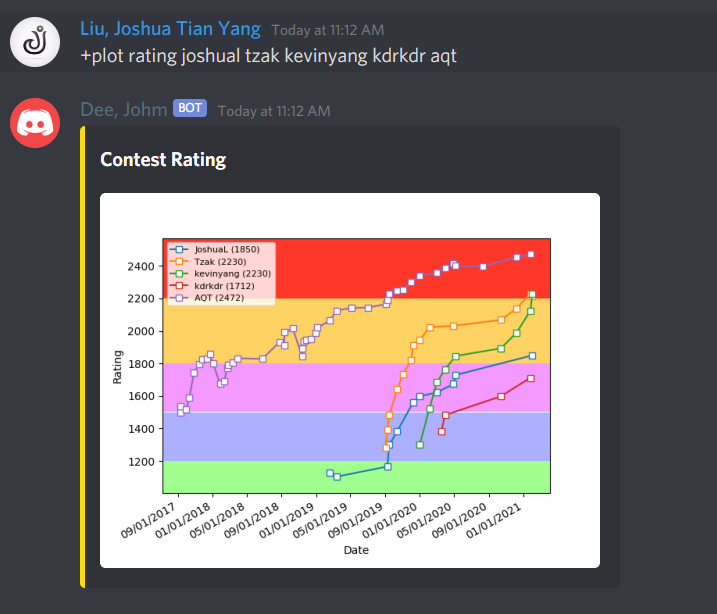 Liu, Joshua Tian Yang Today at 11:12 AM
+plot rating joshual tzak kevinyang kdrkdr aqt
Dee, Johm BOT Today at 11:12 AM
Contest Rating
JoshuaL (1850)
Tzak (2230)
kevinyang (2230)
kdrkdr (1712)
AQT (2472)
2400
2200
2000
1800
1600
1400
1200
Rating
09/01/2017
01/01/2018
05/01/2018
09/01/2018
01/01/2019
05/01/2019
09/01/2019
01/01/2020
05/01/2020
09/01/2020
01/01/2021
Date